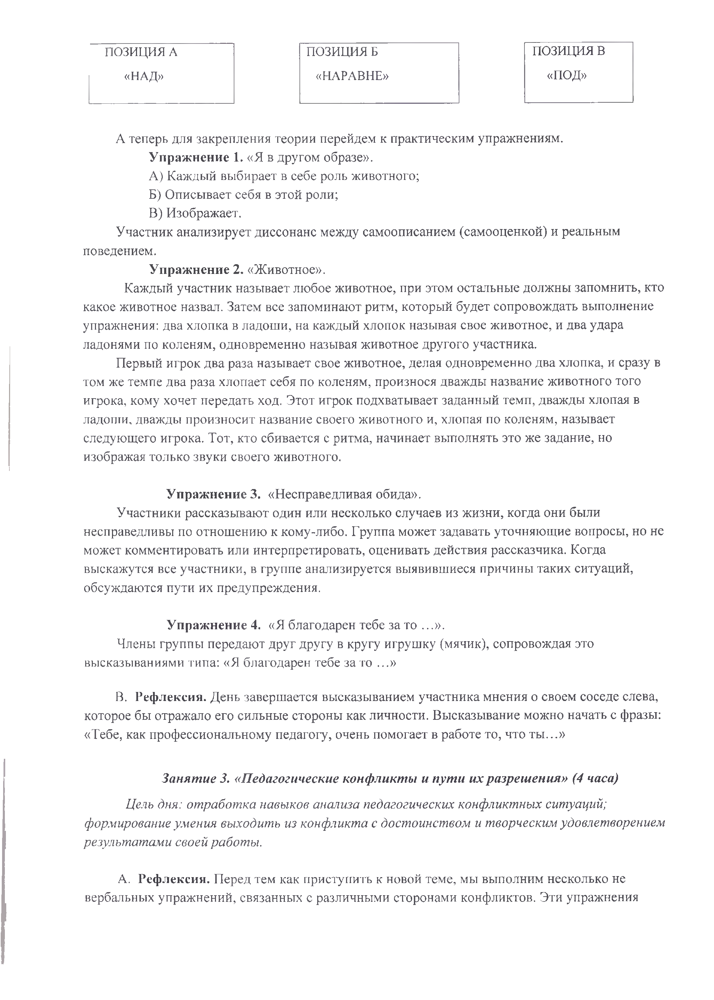 ПОЗИЦИЯ А
«НАД»
ПОЗИЦИЯ Б
«НАРАВНЕ»
ПОЗИЦИЯ В
«ПОД»
А теперь для закрепления теории перейдем к практическим упражнениям.
Упражнение 1. «Я в другом образе».
А) Каждый выбирает в себе роль животного;
Б) Описывает себя в этой роли;
В) Изображает.
Участник анализирует диссонанс между самоописанием (самооценкой) и реальным
поведением.
Упражнение 2. «Животное».
Каждый участник называет любое животное, при этом остальные должны запомнить, кто
какое животное назвал. Затем все запоминают ритм, который будет сопровождать выполнение
упражнения: два хлопка в ладоши, на каждый хлопок называя свое животное, и два удара
ладонями по коленям, одновременно называя животное другого участника.
Первый игрок два раза называет свое животное, делая одновременно два хлопка, и сразу в
том же темпе два раза хлопает себя по коленям, произнося дважды название животного того
игрока, кому хочет передать ход. Этот игрок подхватывает заданный темп, дважды хлопая в
ладоши, дважды произносит название своего животного и, хлопая по коленям, называет
следующего игрока. Тот, кто сбивается с ритма, начинает выполнять это же задание, но
изображая только звуки своего животного.
Упражнение 3. «Несправедливая обида».
Участники рассказывают один или несколько случаев из жизни, когда они были
несправедливы по отношению к кому-либо. Группа может задавать уточняющие вопросы, но не
может комментировать или интерпретировать, оценивать действия рассказчика. Когда
выскажутся все участники, в группе анализируется выявившиеся причины таких ситуаций,
обсуждаются пути их предупреждения.
Упражнение 4. «Я благодарен тебе за то ...».
Члены группы передают друг другу в кругу игрушку (мячик), сопровождая это
высказываниями типа: «Я благодарен тебе за то ...»
В. Рефлексия. День завершается высказыванием участника мнения о своем соседе слева,
которое бы отражало его сильные стороны как личности. Высказывание можно начать с фразы:
«Тебе, как профессиональному педагогу, очень помогает в работе то, что ты...»
Занятие 3. «Педагогические конфликты и пути их разрешения» (4 часа)
Цель дня: отработка навыков анализа педагогических конфликтных ситуаций;
формирование умения выходить из конфликта с достоинством и творческим удовлетворением
результатами своей работы.
А. Рефлексия. Перед тем как приступить к новой теме, мы выполним несколько не
вербальных упражнений, связанных с различными сторонами конфликтов. Эти упражнения